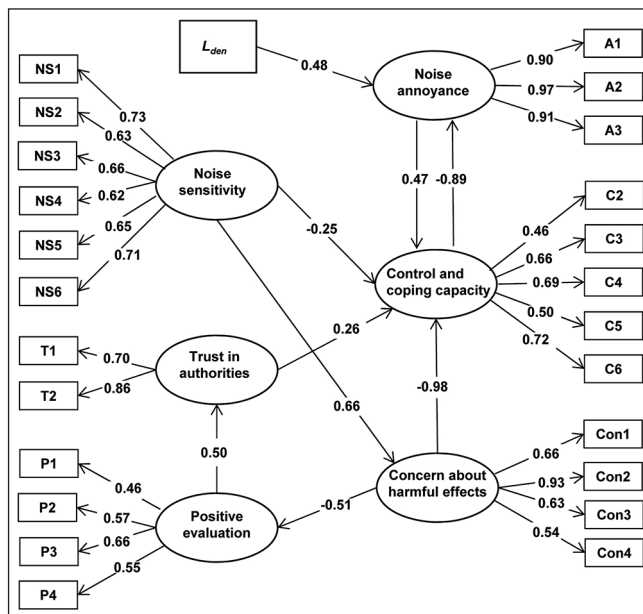 L_den
0.48
Noise
annoyance
0.90
0.97
0.91
A1
A2
A3
NS1
NS2
NS3
NS4
NS5
NS6
0.73
0.63
0.66
0.62
0.65
0.71
Noise
sensitivity
0.47
-0.89
-0.25
Control and
coping capacity
0.46
0.66
0.69
0.50
0.72
C2
C3
C4
C5
C6
T1
T2
0.70
0.86
Trust in
authorities
0.26
0.66
-0.98
0.50
P1
P2
P3
P4
0.46
0.57
0.66
0.55
Positive
evaluation
-0.51
Concern about
harmful effects
0.66
0.93
0.63
0.54
Con1
Con2
Con3
Con4